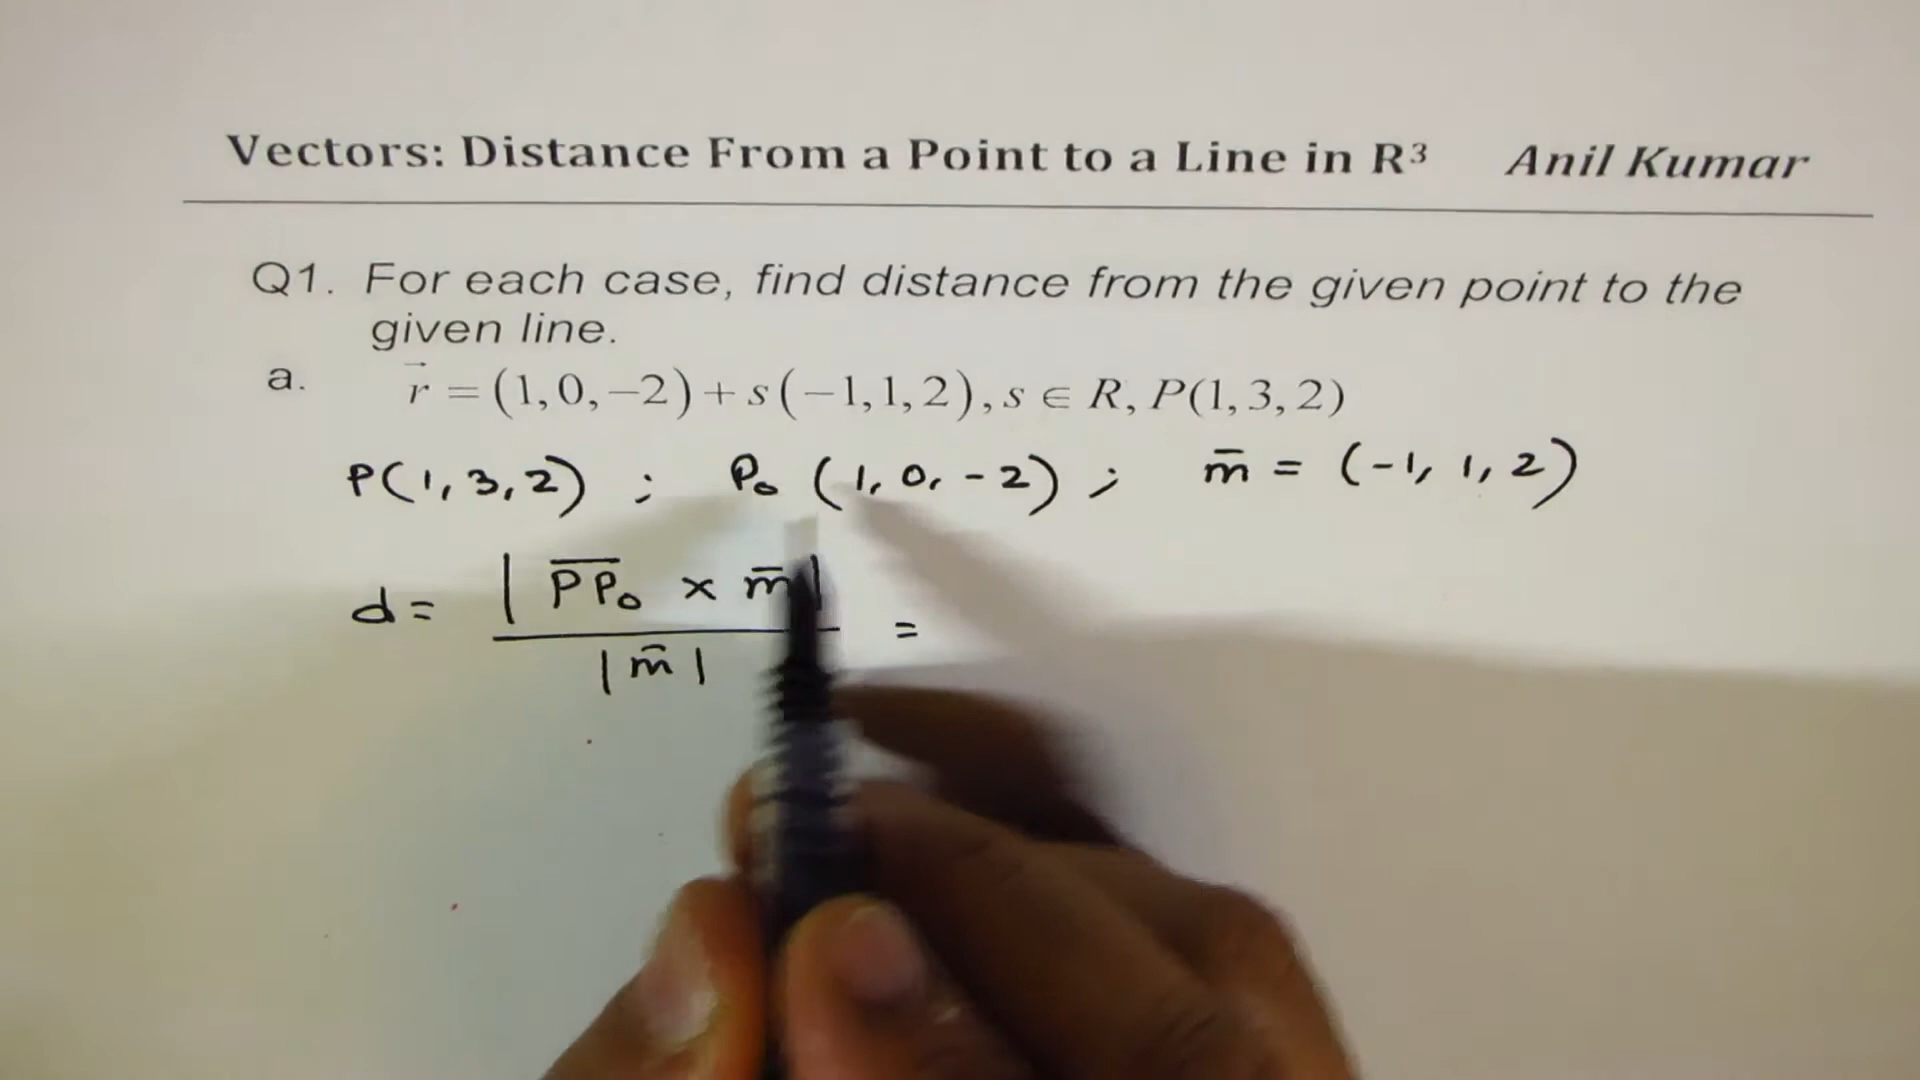 Vectors: Distance From a Point to a Line in R³ Anil Kumar
Q1. For each case, find distance from the given point to the
given line.
a. r⃗ = (1, 0, −2) + s(−1, 1, 2), s ∈ R, P(1, 3, 2)
P(1, 3, 2) ; P₀ (1, 0, -2) ; m̄ = (-1, 1, 2)
d = | P̅P̅₀ × m̄ | / | m̄ | =